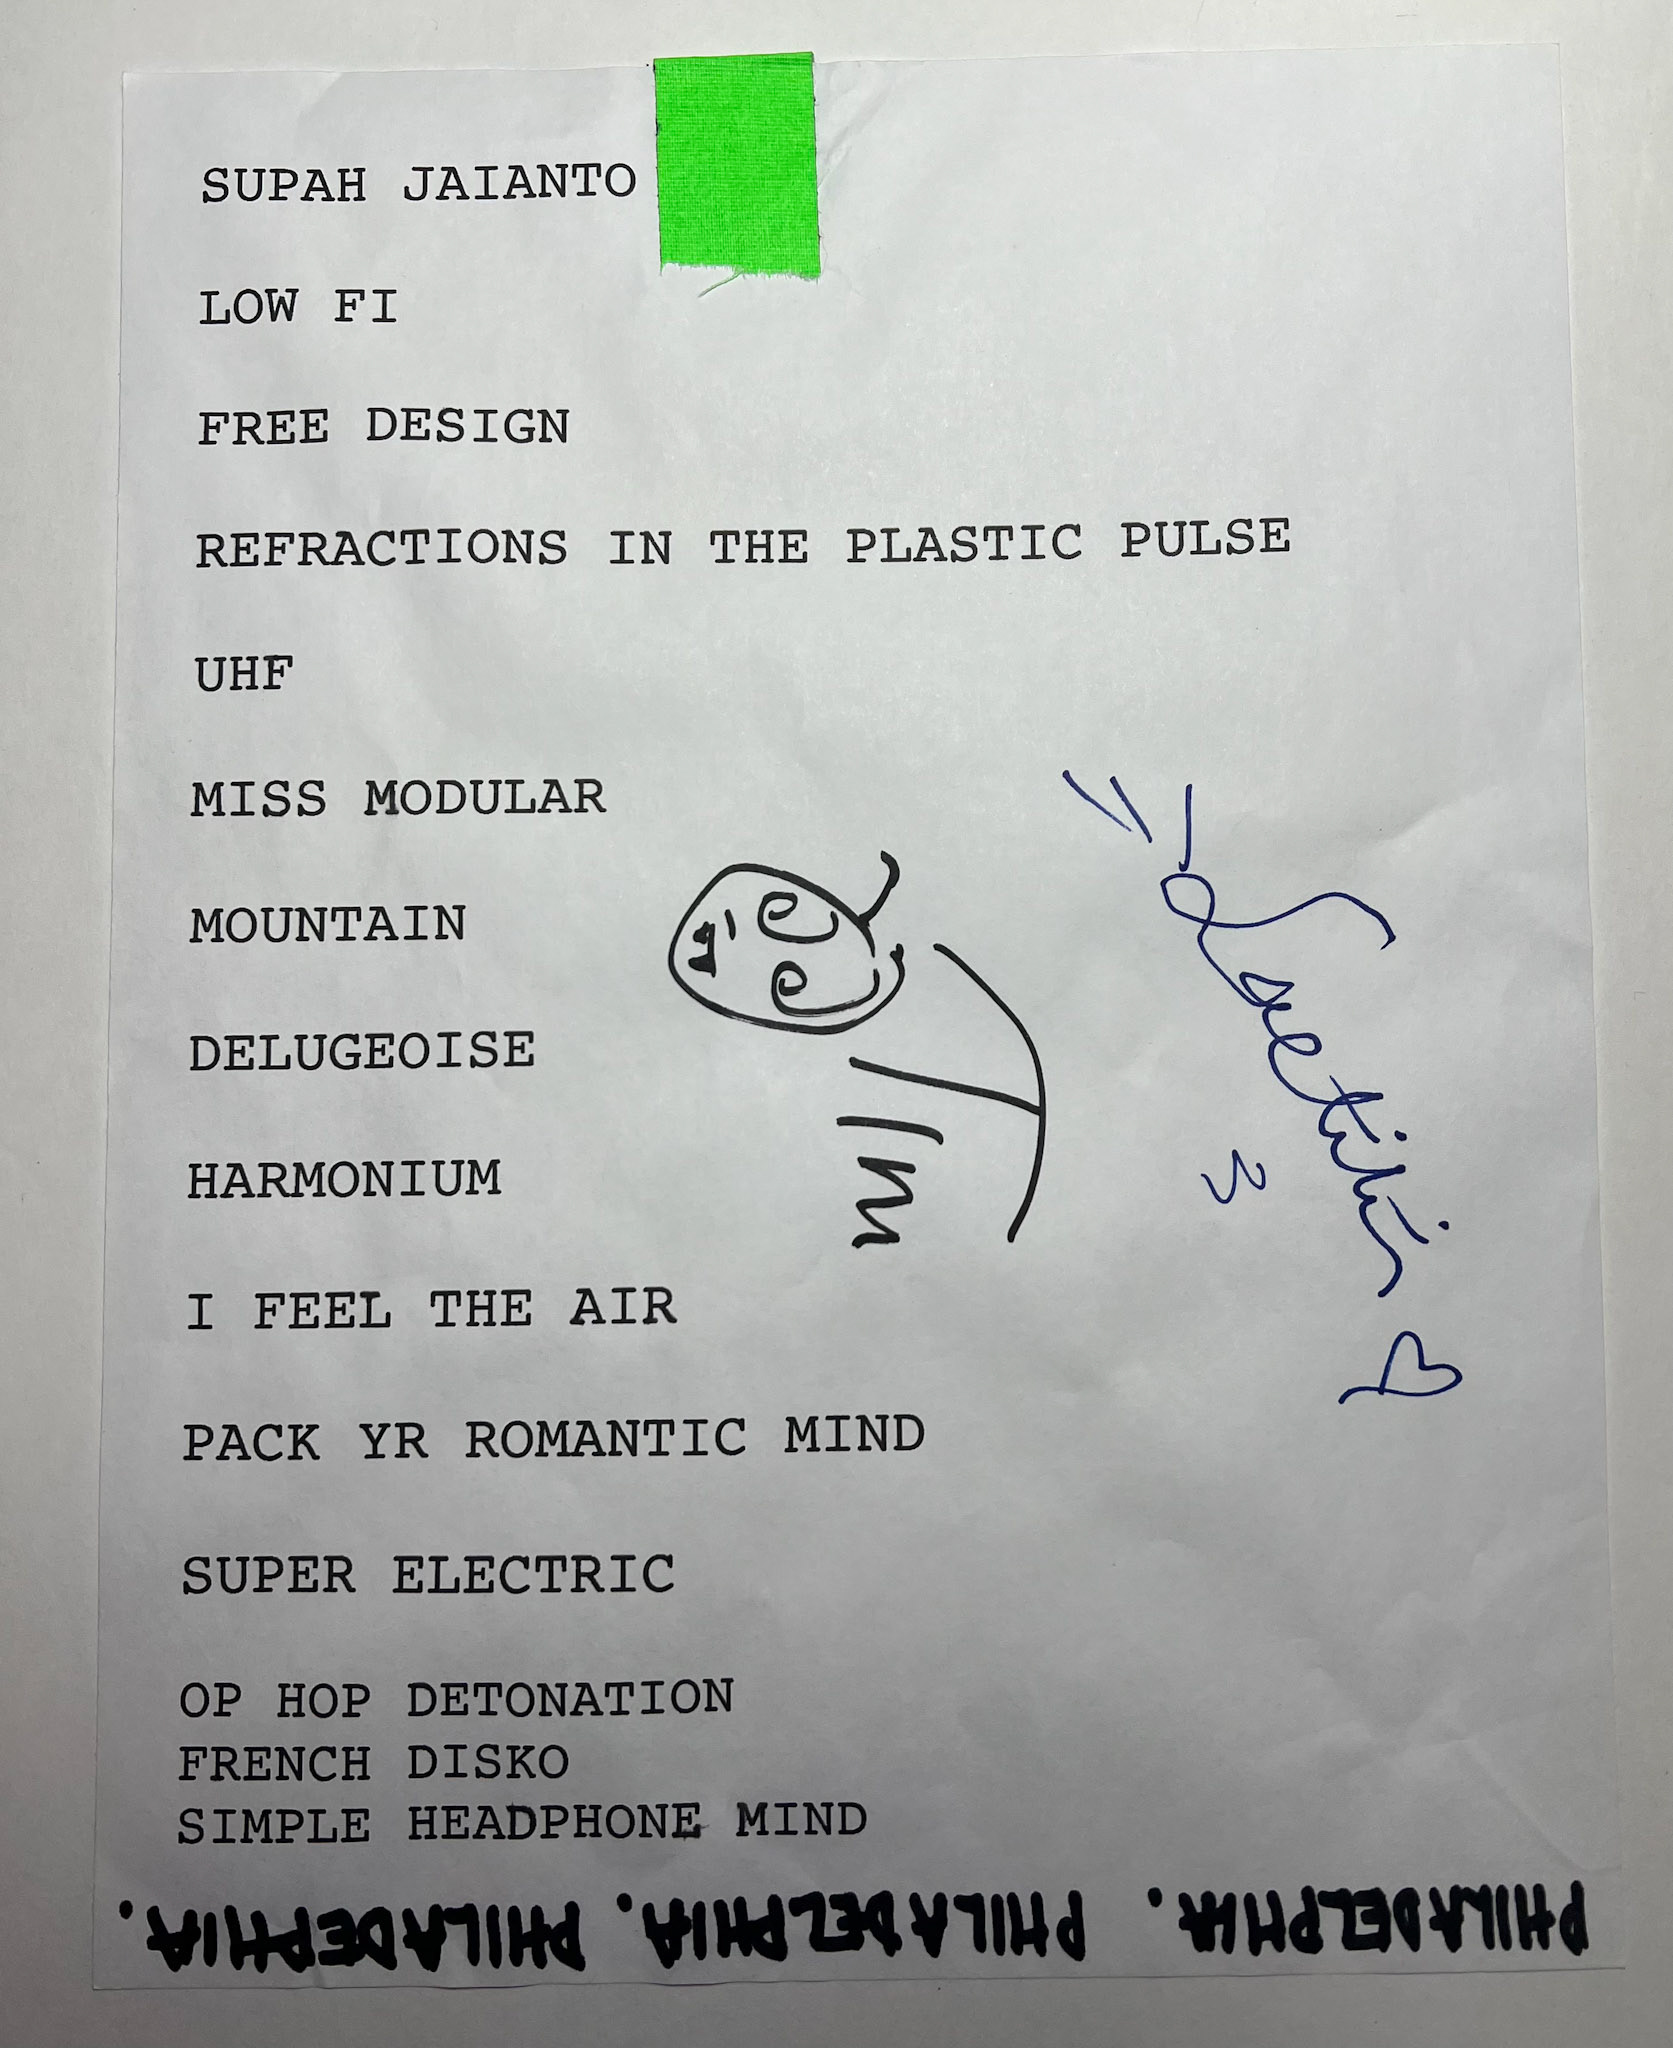 SUPAH JAIANTO
LOW FI
FREE DESIGN
REFRACTIONS IN THE PLASTIC PULSE
UHF
MISS MODULAR
MOUNTAIN
DELUGEOISE
HARMONIUM
I FEEL THE AIR
PACK YR ROMANTIC MIND
SUPER ELECTRIC
OP HOP DETONATION
FRENCH DISKO
SIMPLE HEADPHONE MIND
Tim
Laetitia
PHILADELPHIA. PHILADELPHIA. PHILADEPHIA.